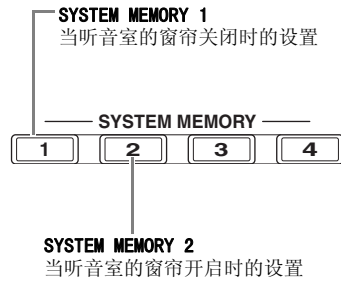 SYSTEM MEMORY 1
当听音室的窗帘关闭时的设置
SYSTEM MEMORY
1 2 3 4
SYSTEM MEMORY 2
当听音室的窗帘开启时的设置